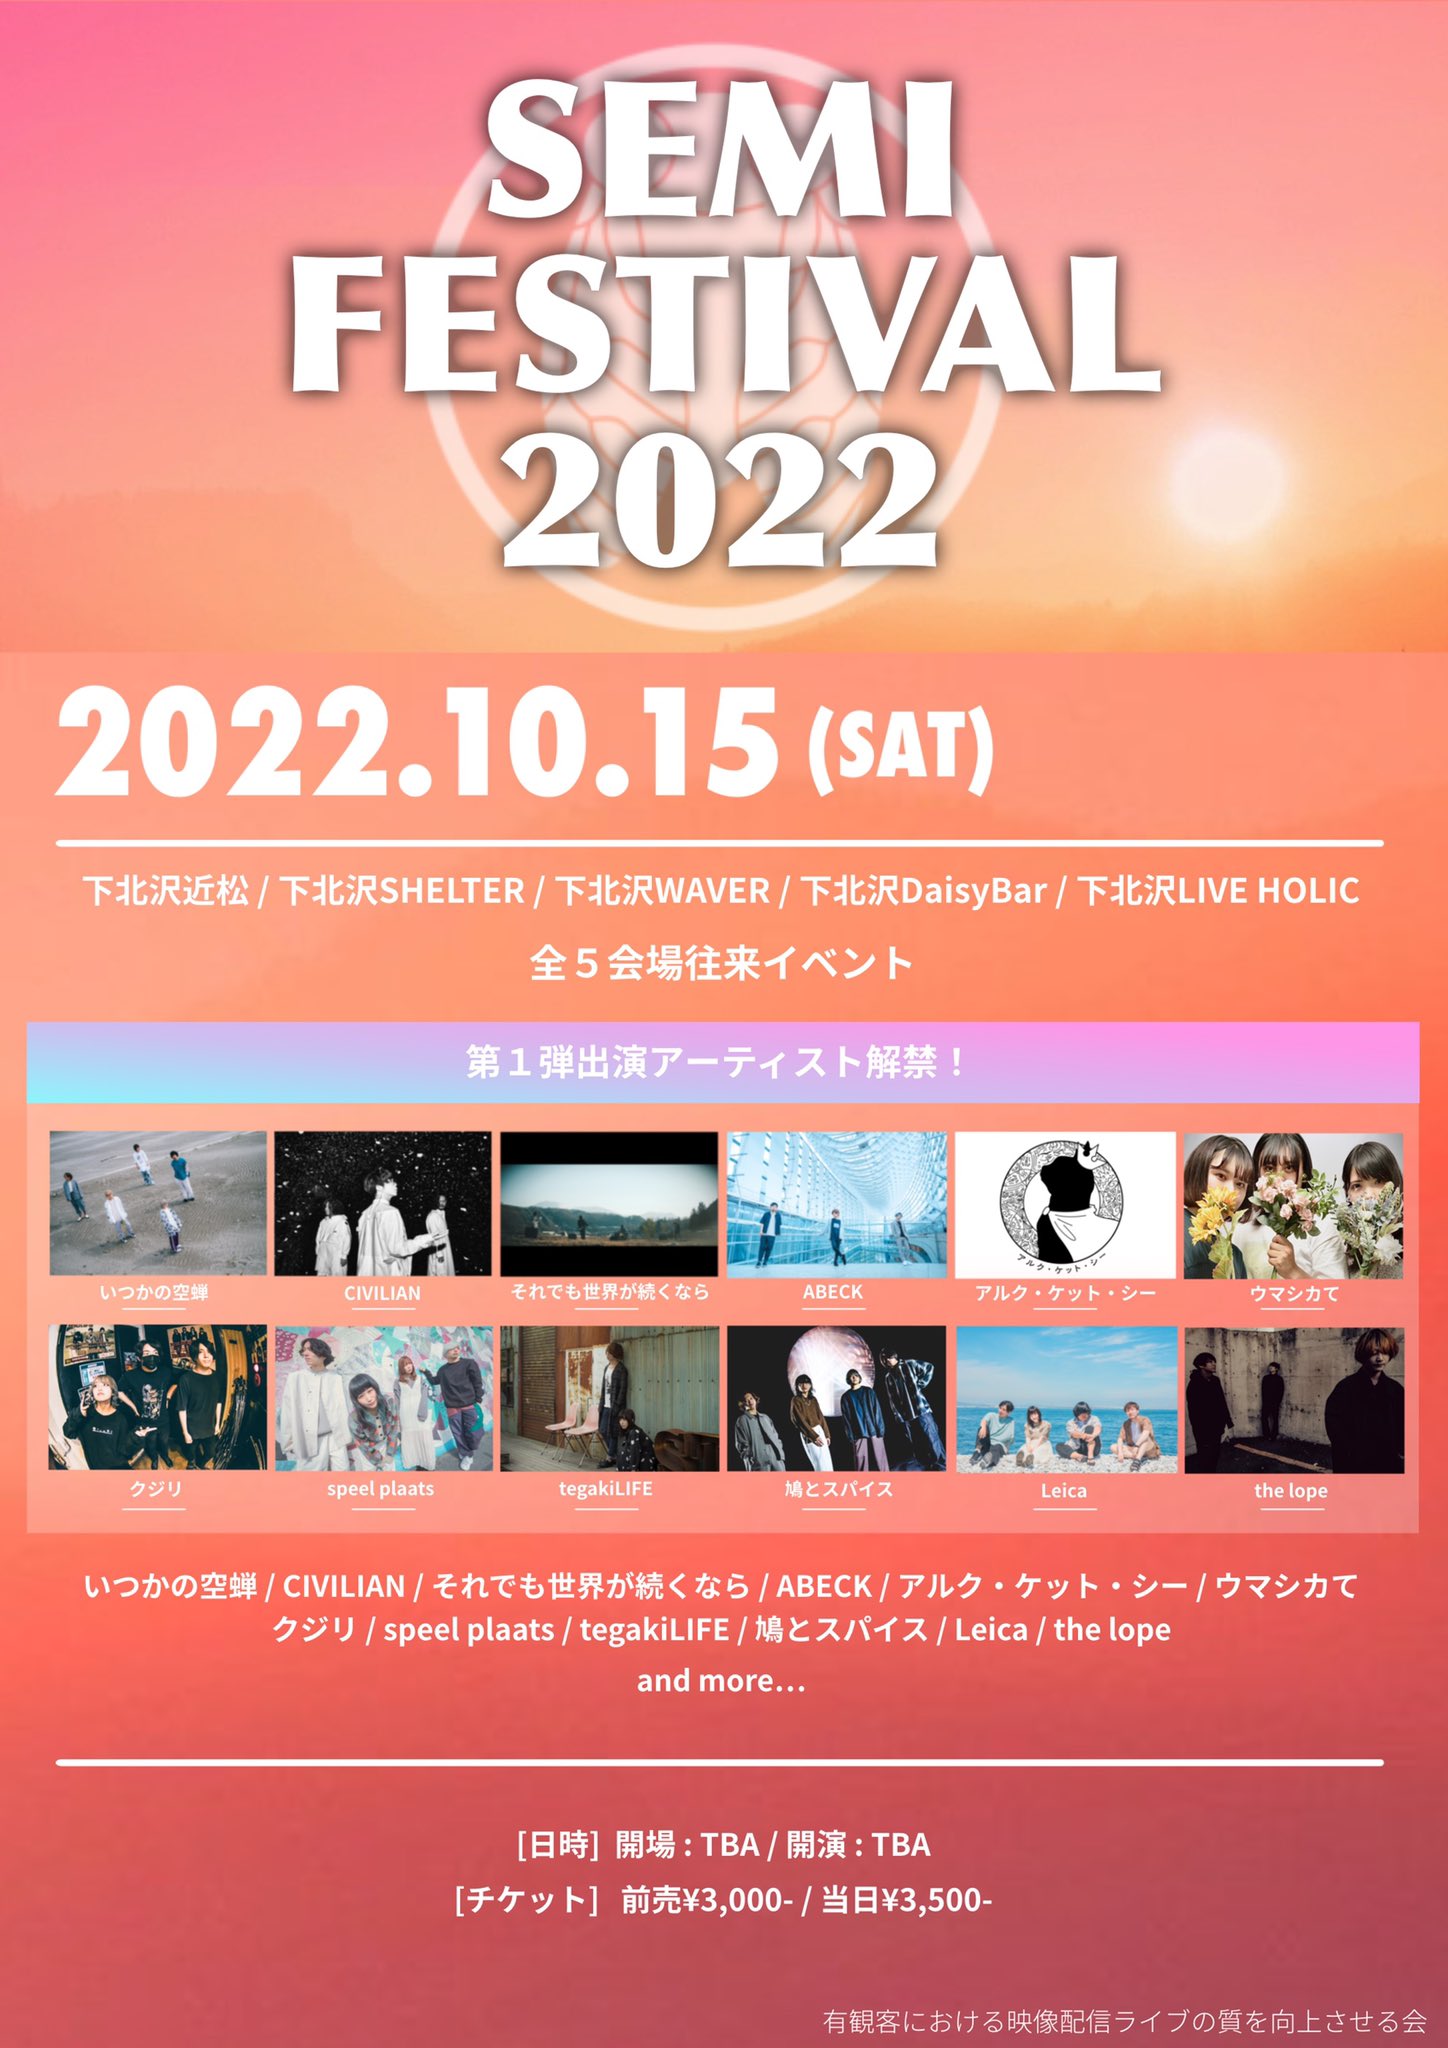 SEMI
FESTIVAL
2022
2022.10.15 (SAT)
下北沢近松 / 下北沢SHELTER / 下北沢WAVER / 下北沢DaisyBar / 下北沢LIVE HOLIC
全５会場往来イベント
第１弾出演アーティスト解禁！
アルク・ケット・シー
いつかの空蝉 CIVILIAN それでも世界が続くなら ABECK アルク・ケット・シー ウマシカて
クジリ speel plaats tegakiLIFE 鳩とスパイス Leica the lope
いつかの空蝉 / CIVILIAN / それでも世界が続くなら / ABECK / アルク・ケット・シー / ウマシカて
クジリ / speel plaats / tegakiLIFE / 鳩とスパイス / Leica / the lope
and more…
[日時] 開場 : TBA / 開演 : TBA
[チケット] 前売¥3,000- / 当日¥3,500-
有観客における映像配信ライブの質を向上させる会